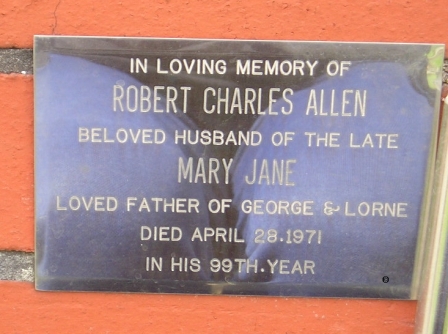 IN LOVING MEMORY OF
ROBERT CHARLES ALLEN
BELOVED HUSBAND OF THE LATE
MARY JANE
LOVED FATHER OF GEORGE & LORNE
DIED APRIL 28.1971
IN HIS 99TH.YEAR